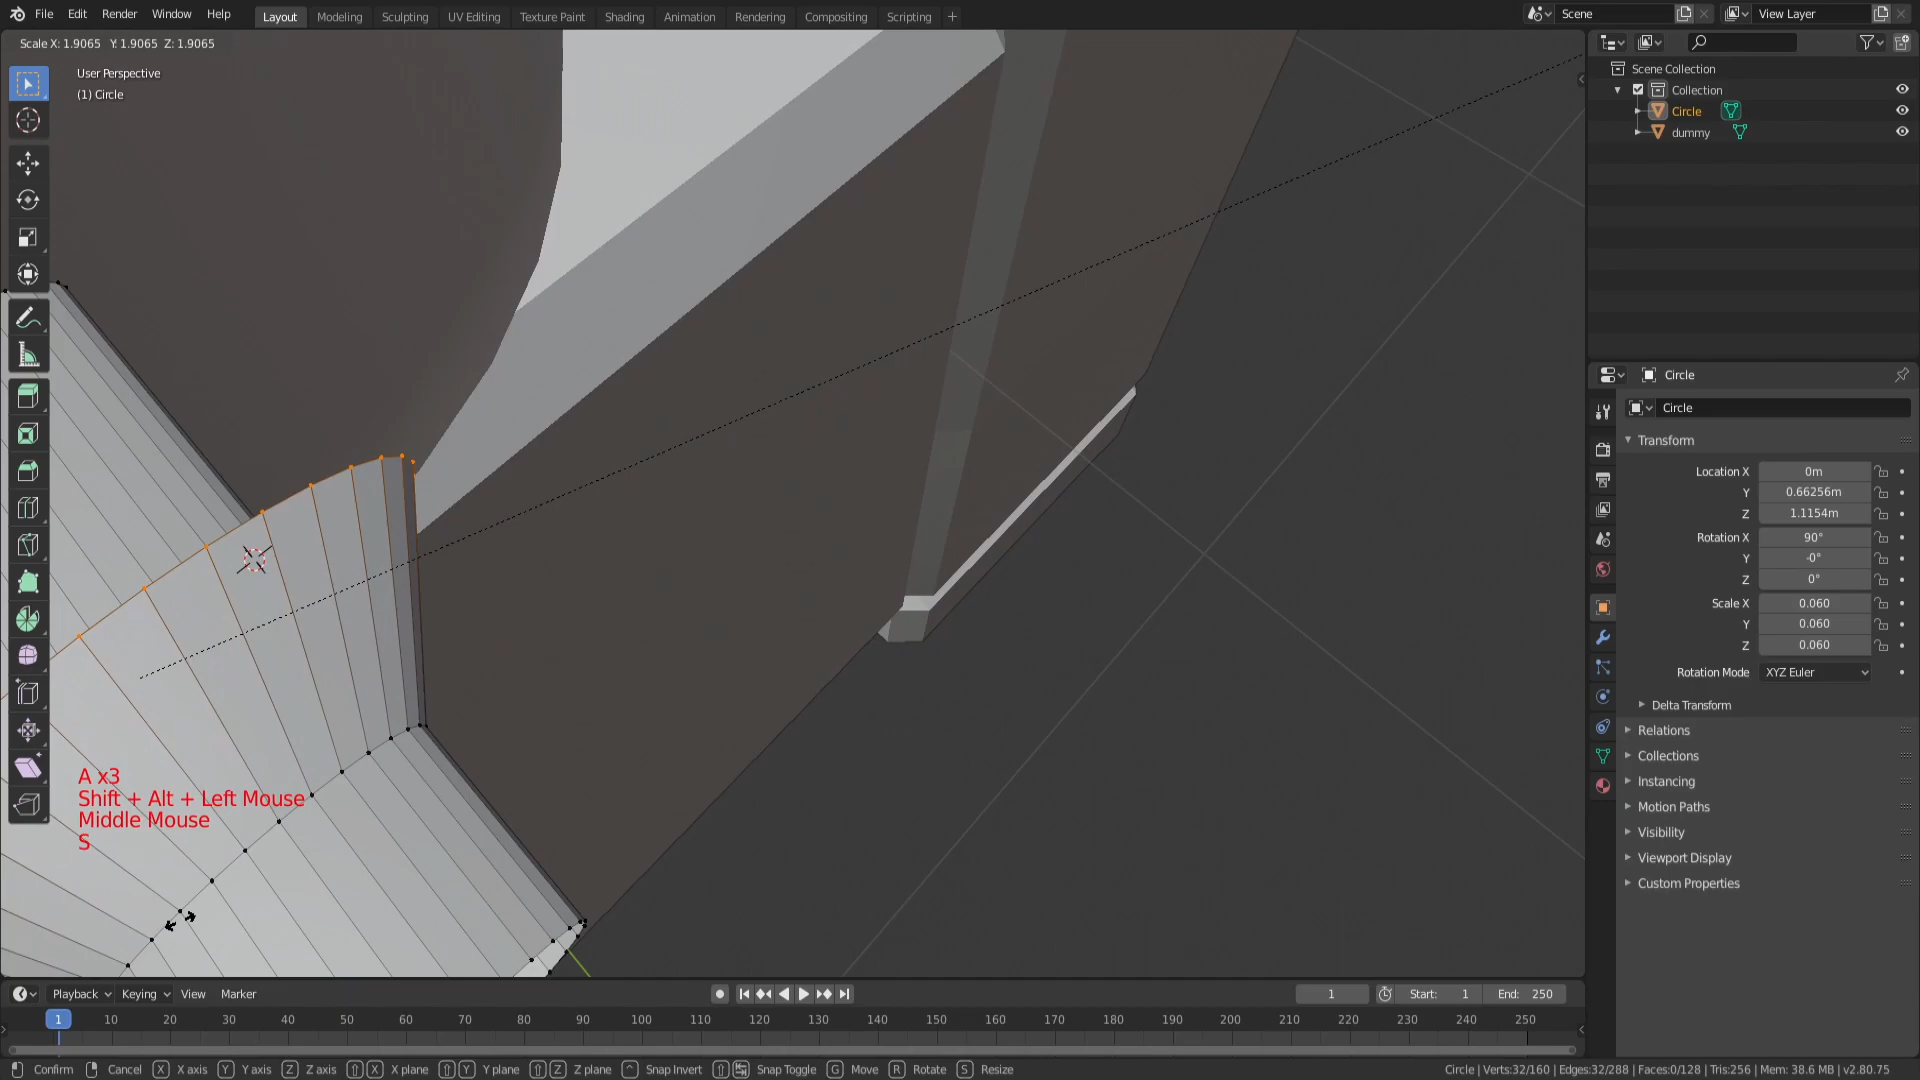 File Edit Render Window Help
Layout Modeling Sculpting UV Editing Texture Paint Shading Animation Rendering Compositing Scripting
Scene
View Layer
Scale X: 1.9065 Y: 1.9065 Z: 1.9065
User Perspective
(1) Circle
A x3
Shift + Alt + Left Mouse
Middle Mouse
S
Scene Collection
Collection
Circle
dummy
Circle
Circle
Transform
Location X 0m
Y 0.66256m
Z 1.1154m
Rotation X 90°
Y -0°
Z 0°
Scale X 0.060
Y 0.060
Z 0.060
Rotation Mode XYZ Euler
Delta Transform
Relations
Collections
Instancing
Motion Paths
Visibility
Viewport Display
Custom Properties
Playback Keying View Marker
1 Start: 1 End: 250
1 10 20 30 40 50 60 70 80 90 100 110 120 130 140 150 160 170 180 190 200 210 220 230 240 250
Confirm Cancel X X axis Y Y axis Z Z axis X X plane Y Y plane Z Z plane Snap Invert Snap Toggle G Move R Rotate S Resize
Circle | Verts:32/160 | Edges:32/288 | Faces:0/128 | Tris:256 | Mem: 38.6 MB | v2.80.75